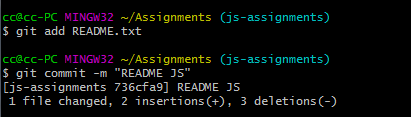 cc@cc-PC MINGW32 ~/Assignments (js-assignments)
$ git add README.txt
cc@cc-PC MINGW32 ~/Assignments (js-assignments)
$ git commit -m "README JS"
[js-assignments 736cfa9] README JS
1 file changed, 2 insertions(+), 3 deletions(-)